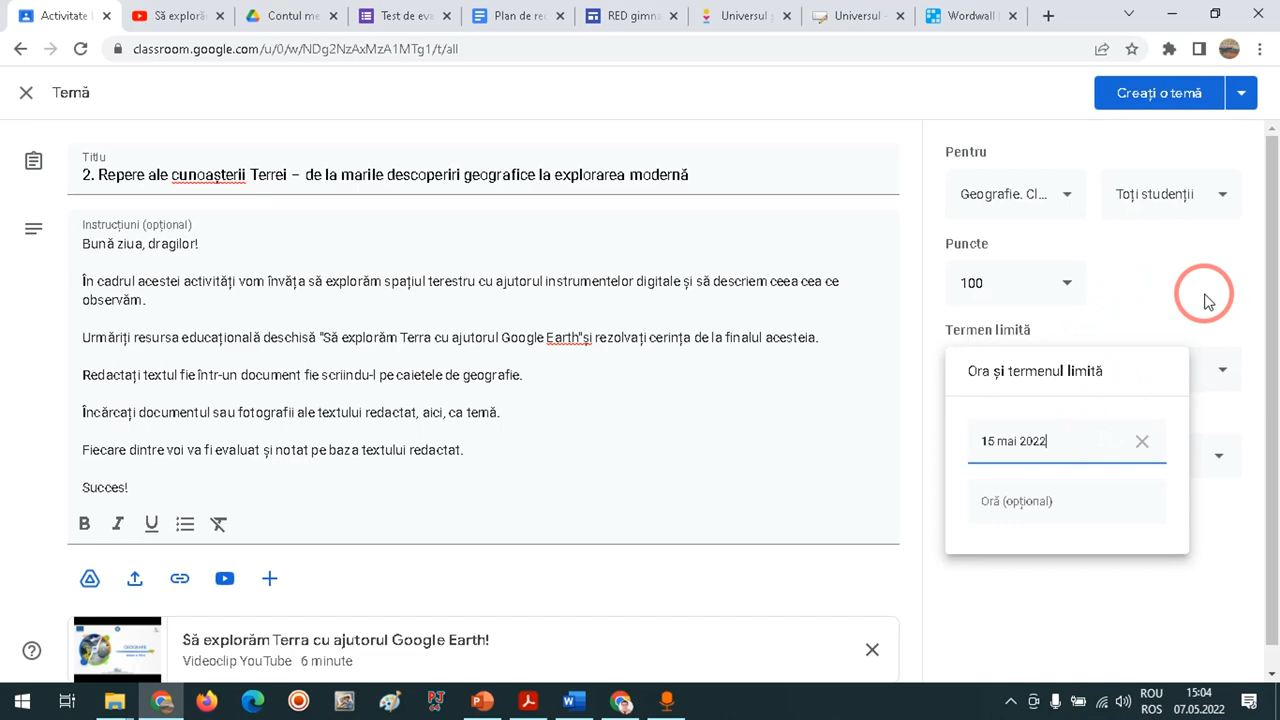 Activitate
Să exploră
Contul me
Test de eva
Plan de re
RED gimna
Universul
Universul -
Wordwall |
classroom.google.com/u/0/w/NDg2NzAxMzA1MTg1/t/all
Temă
Creați o temă
Titlu
2. Repere ale cunoașterii Terrei – de la marile descoperiri geografice la explorarea modernă
Instrucțiuni (opțional)
Bună ziua, dragilor!
În cadrul acestei activități vom învăța să explorăm spațiul terestru cu ajutorul instrumentelor digitale și să descriem ceea cea ce
observăm.
Urmăriți resursa educațională deschisă "Să explorăm Terra cu ajutorul Google Earth"și rezolvați cerința de la finalul acesteia.
Redactați textul fie într-un document fie scriindu-l pe caietele de geografie.
Încărcați documentul sau fotografii ale textului redactat, aici, ca temă.
Fiecare dintre voi va fi evaluat și notat pe baza textului redactat.
Succes!
B I U
Să explorăm Terra cu ajutorul Google Earth!
Videoclip YouTube 6 minute
Pentru
Geografie. Cl...
Toți studenții
Puncte
100
Termen limită
Ora și termenul limită
15 mai 2022
Oră (opțional)
ROU
ROS
15:04
07.05.2022